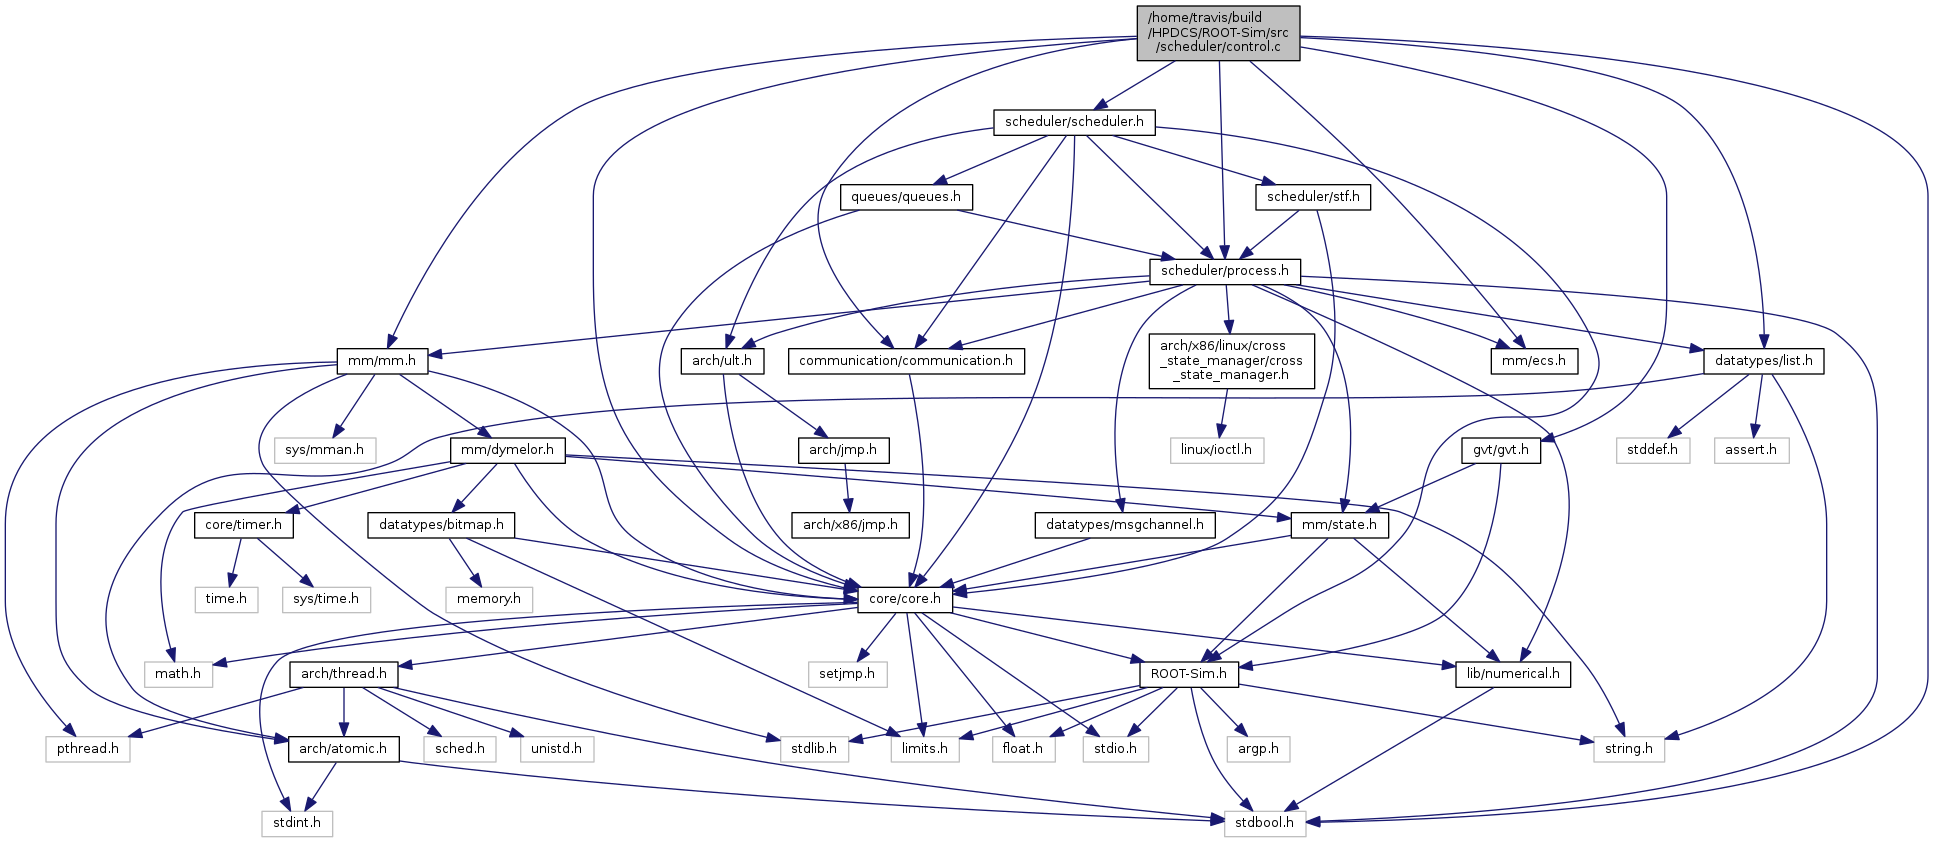 /home/travis/build
/HPDCS/ROOT-Sim/src
/scheduler/control.c
scheduler/scheduler.h
queues/queues.h
scheduler/stf.h
scheduler/process.h
mm/mm.h
arch/ult.h
communication/communication.h
arch/x86/linux/cross
_state_manager/cross
_state_manager.h
mm/ecs.h
datatypes/list.h
sys/mman.h
mm/dymelor.h
arch/jmp.h
linux/ioctl.h
gvt/gvt.h
stddef.h
assert.h
core/timer.h
datatypes/bitmap.h
arch/x86/jmp.h
datatypes/msgchannel.h
mm/state.h
time.h
sys/time.h
memory.h
core/core.h
math.h
arch/thread.h
setjmp.h
ROOT-Sim.h
lib/numerical.h
pthread.h
arch/atomic.h
sched.h
unistd.h
stdlib.h
limits.h
float.h
stdio.h
argp.h
string.h
stdint.h
stdbool.h